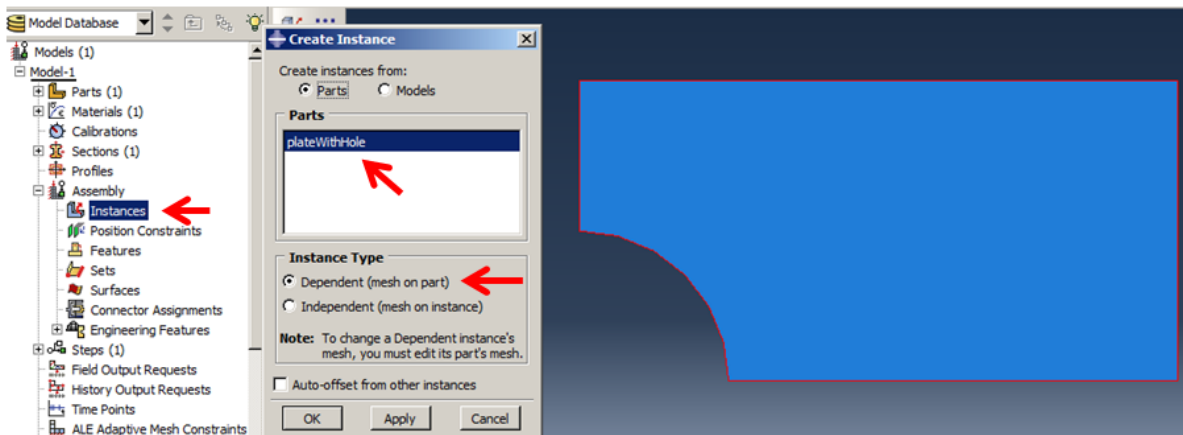 Model Database
Models (1)
Model-1
Parts (1)
Materials (1)
Calibrations
Sections (1)
Profiles
Assembly
Instances
Position Constraints
Features
Sets
Surfaces
Connector Assignments
Engineering Features
Steps (1)
Field Output Requests
History Output Requests
Time Points
ALE Adaptive Mesh Constraints
Create Instance
Create instances from:
Parts Models
Parts
plateWithHole
Instance Type
Dependent (mesh on part)
Independent (mesh on instance)
Note: To change a Dependent instance's
mesh, you must edit its part's mesh.
Auto-offset from other instances
OK Apply Cancel